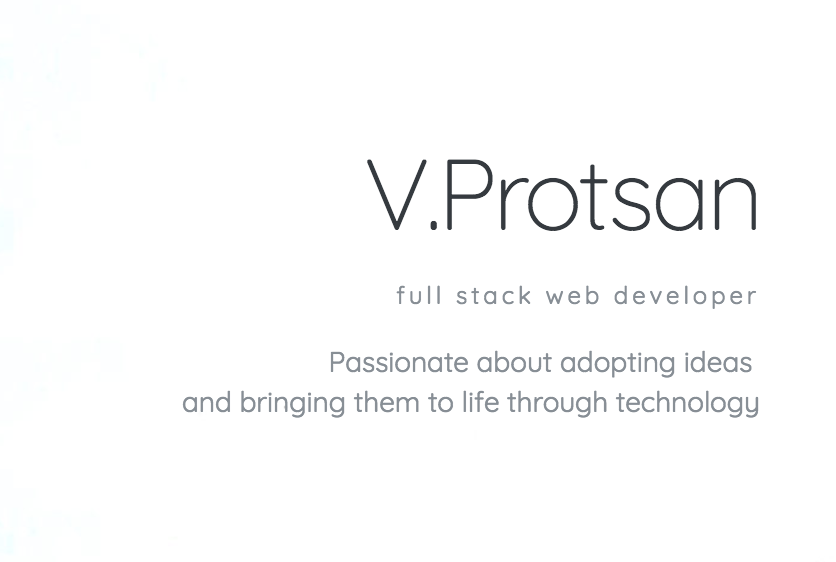 V.Protsan
full stack web developer
Passionate about adopting ideas
and bringing them to life through technology